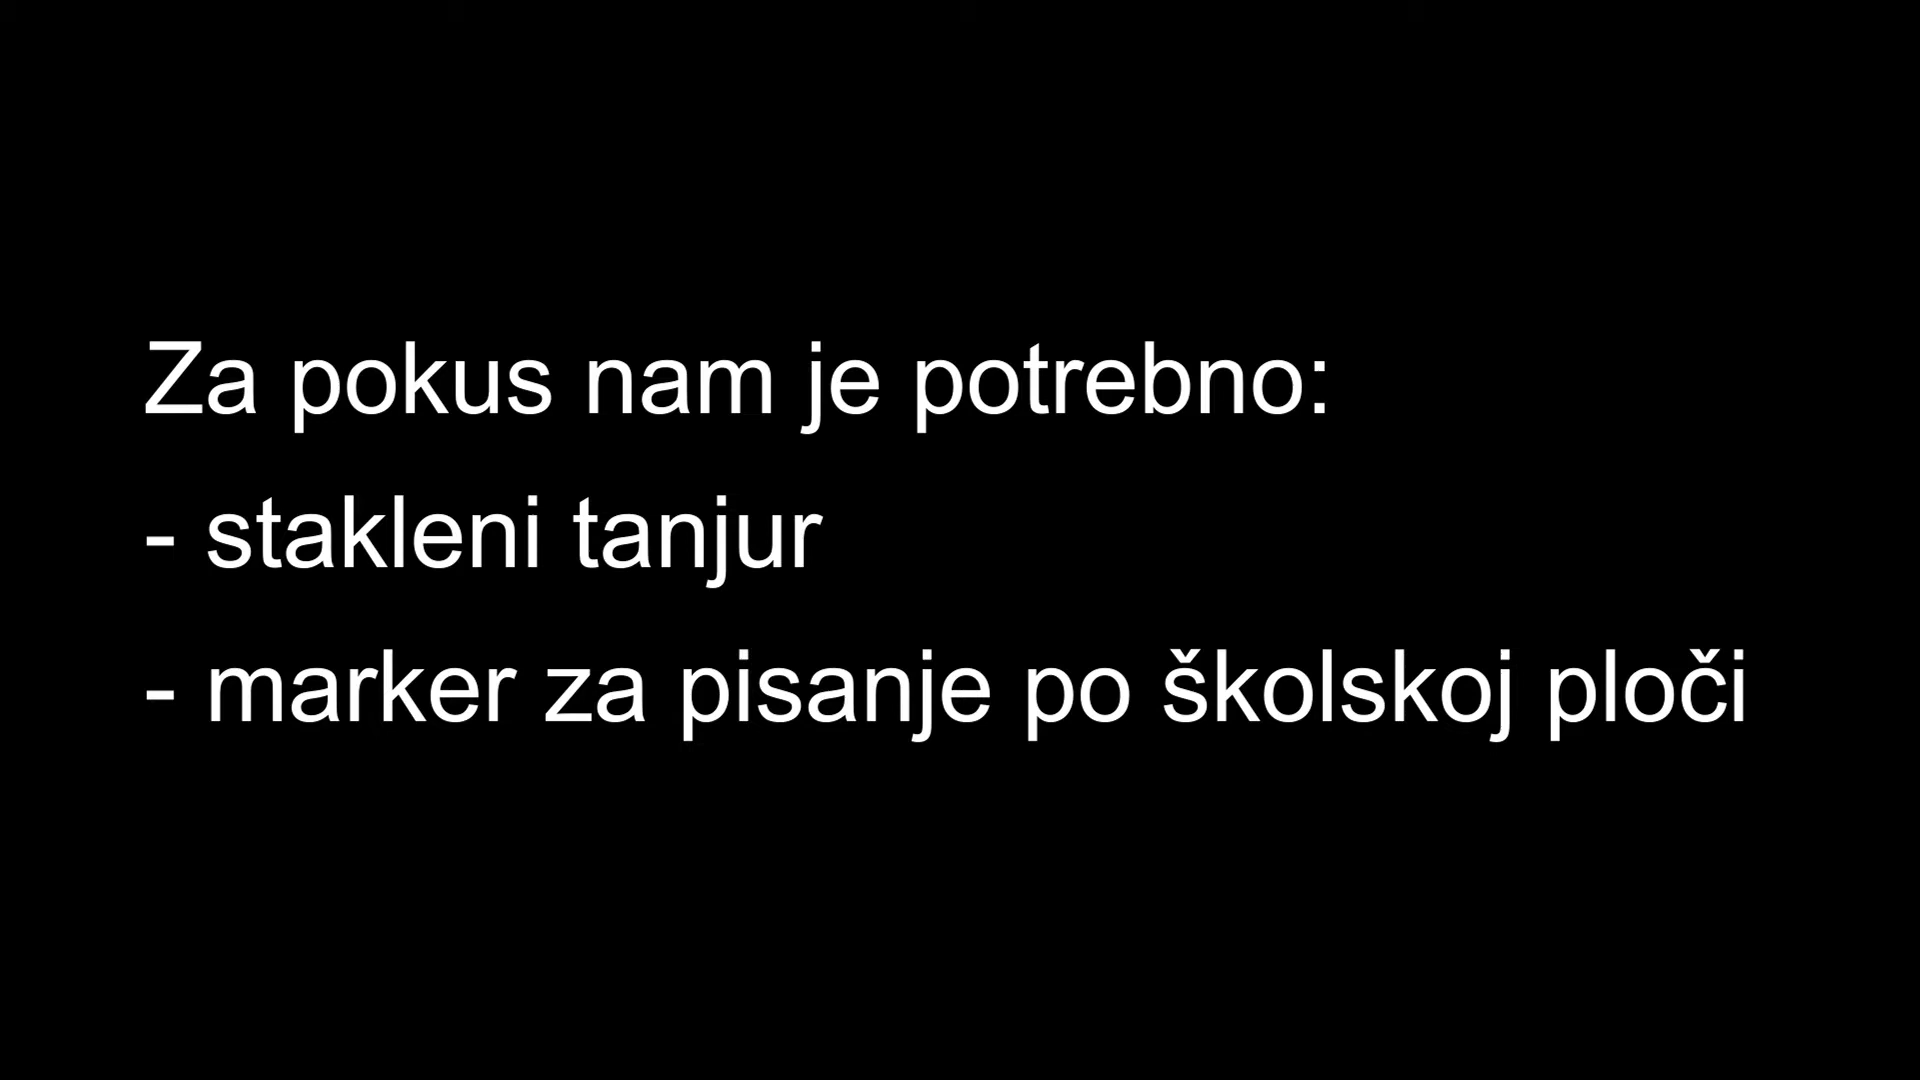 Za pokus nam je potrebno:
- stakleni tanjur
- marker za pisanje po školskoj ploči